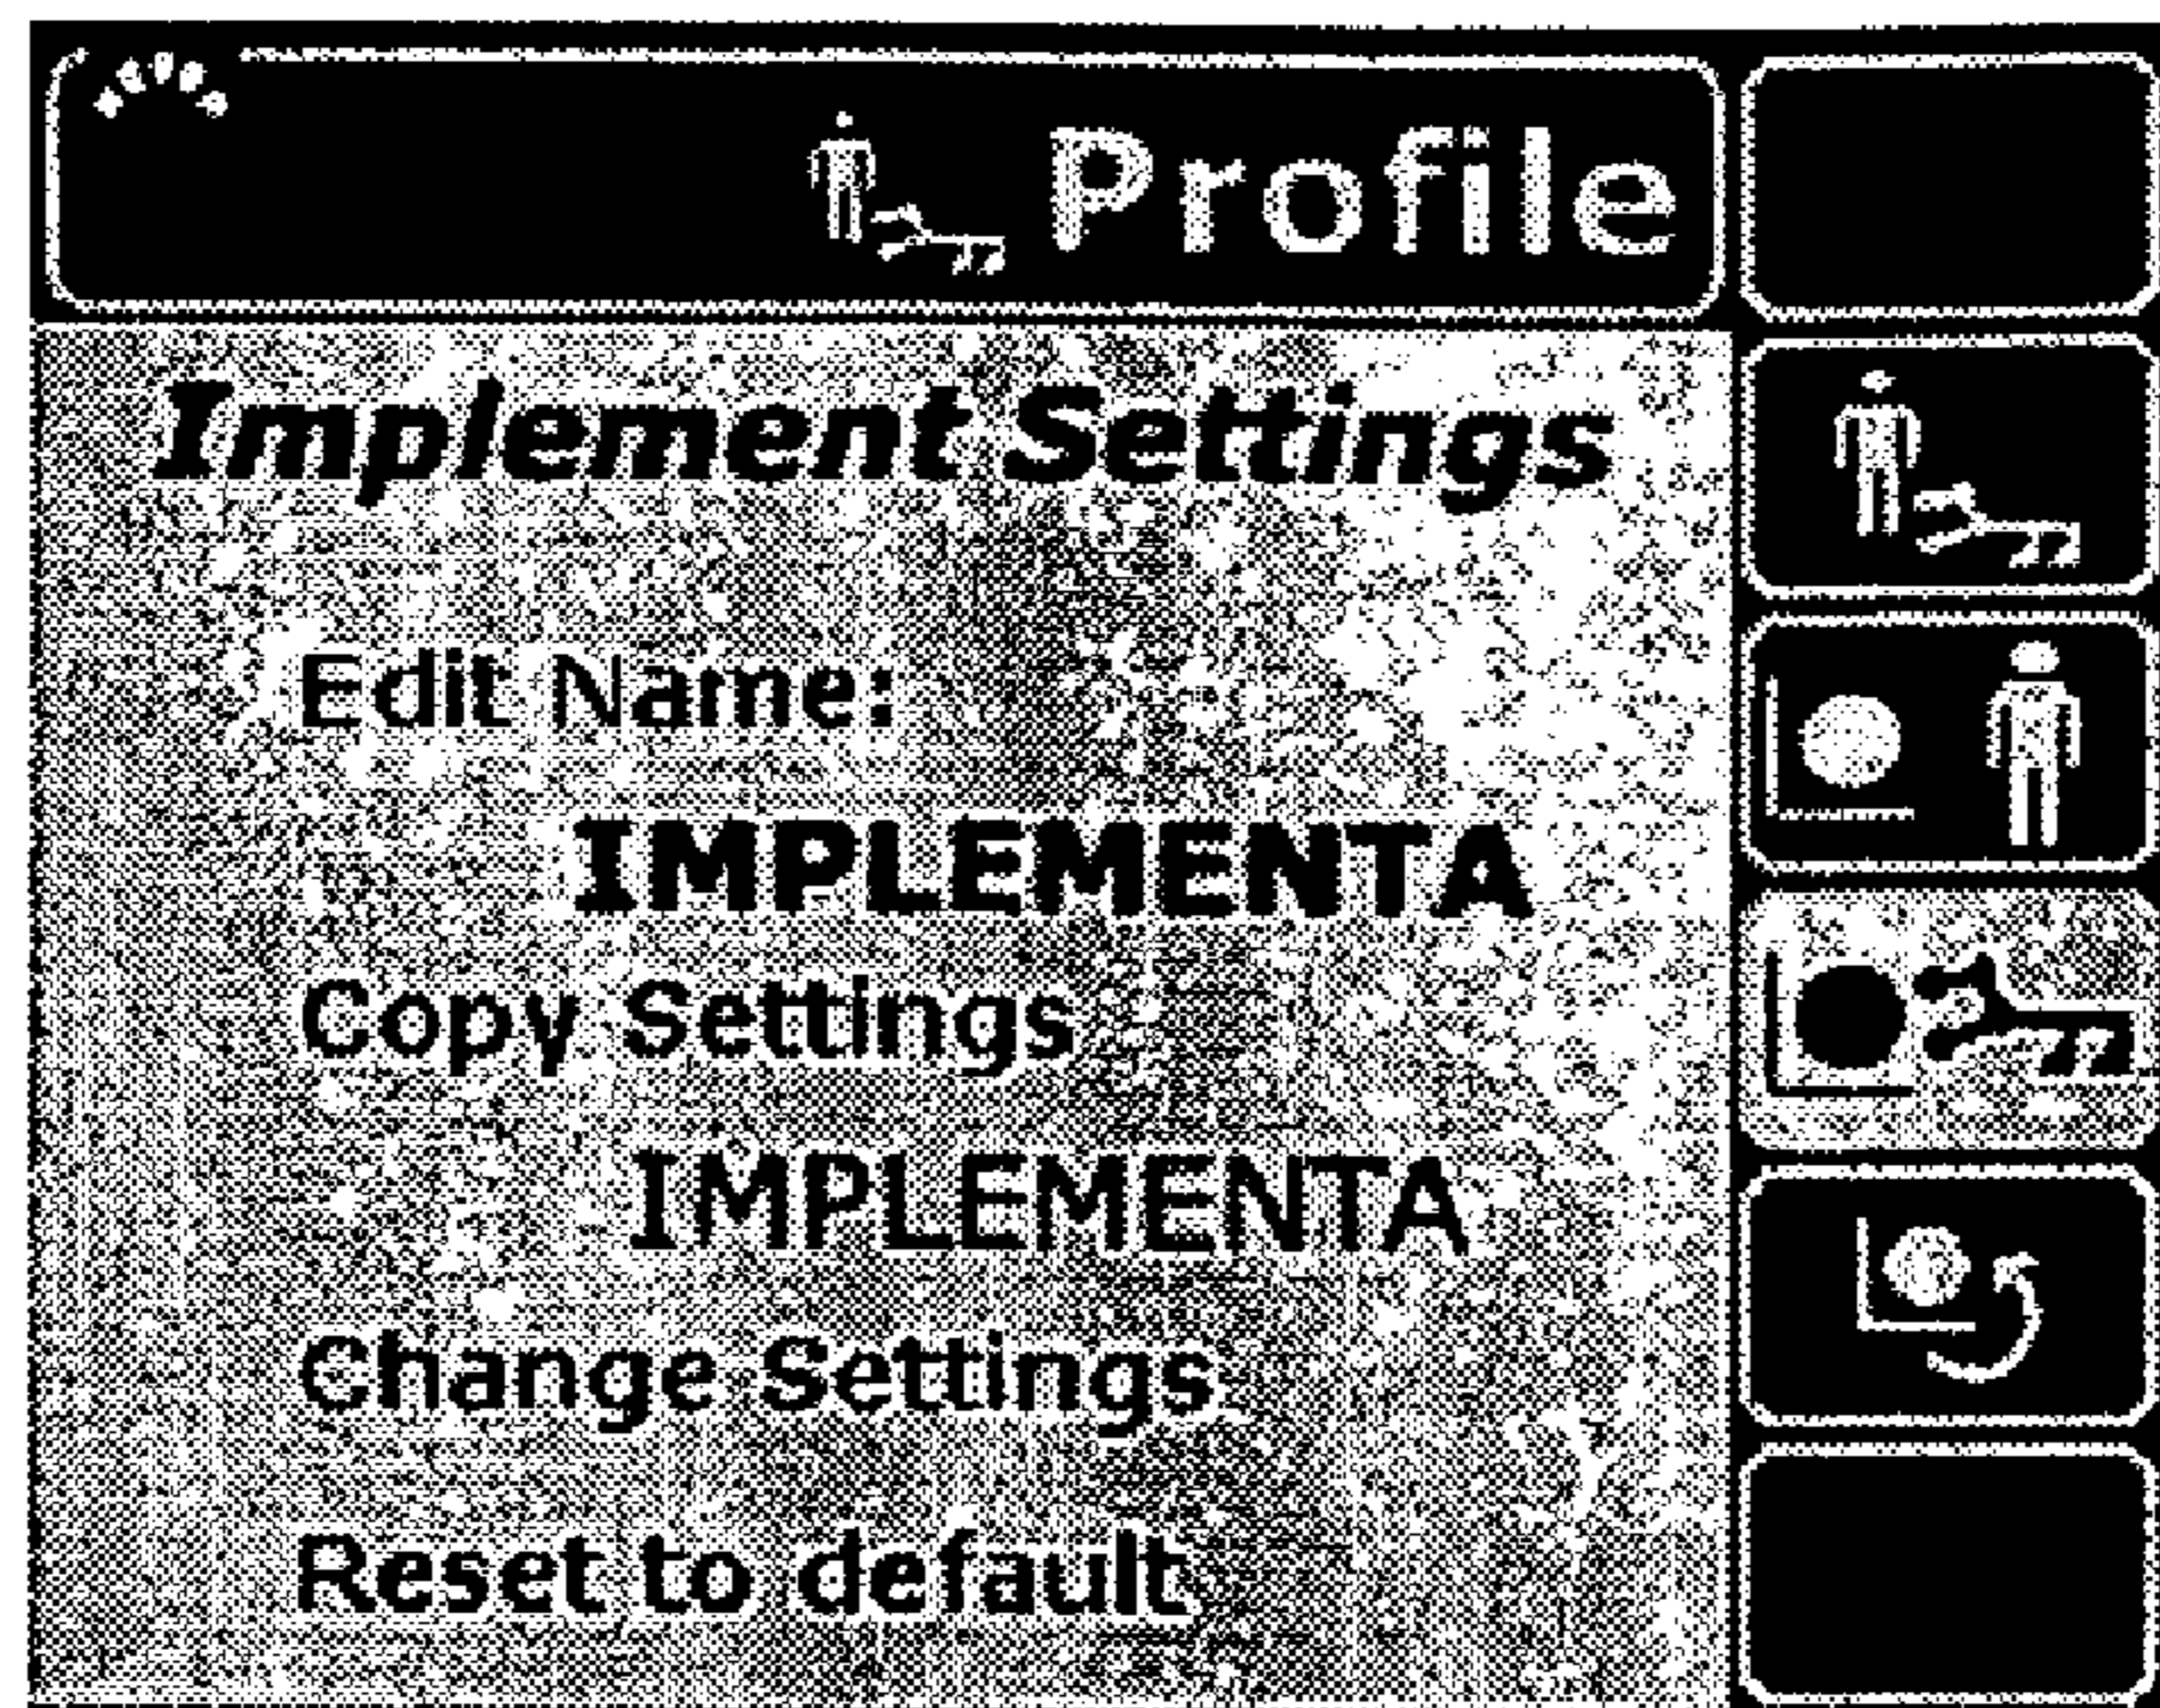 Profile
Implement Settings
Edit Name:
IMPLEMENTA
Copy Settings
IMPLEMENTA
Change Settings
Reset to default